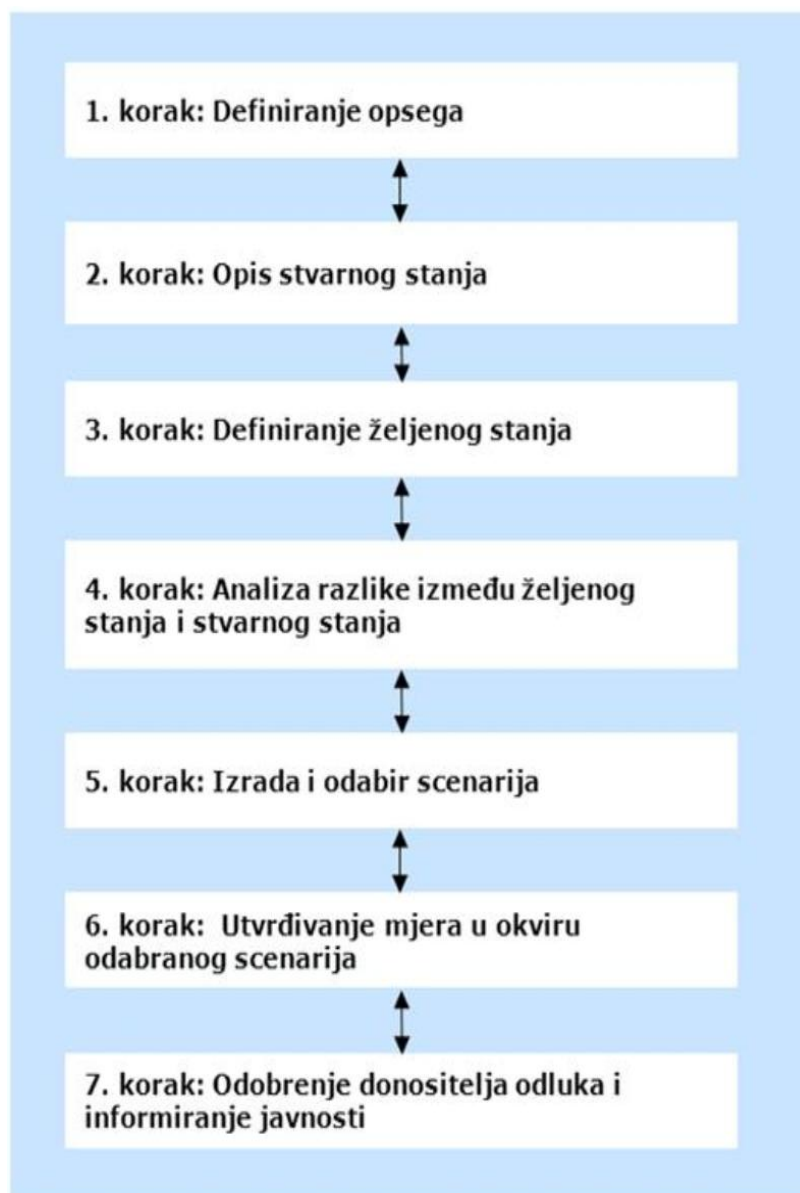 1. korak: Definiranje opsega
2. korak: Opis stvarnog stanja
3. korak: Definiranje željenog stanja
4. korak: Analiza razlike između željenog
stanja i stvarnog stanja
5. korak: Izrada i odabir scenarija
6. korak: Utvrđivanje mjera u okviru
odabranog scenarija
7. korak: Odobrenje donositelja odluka i
informiranje javnosti